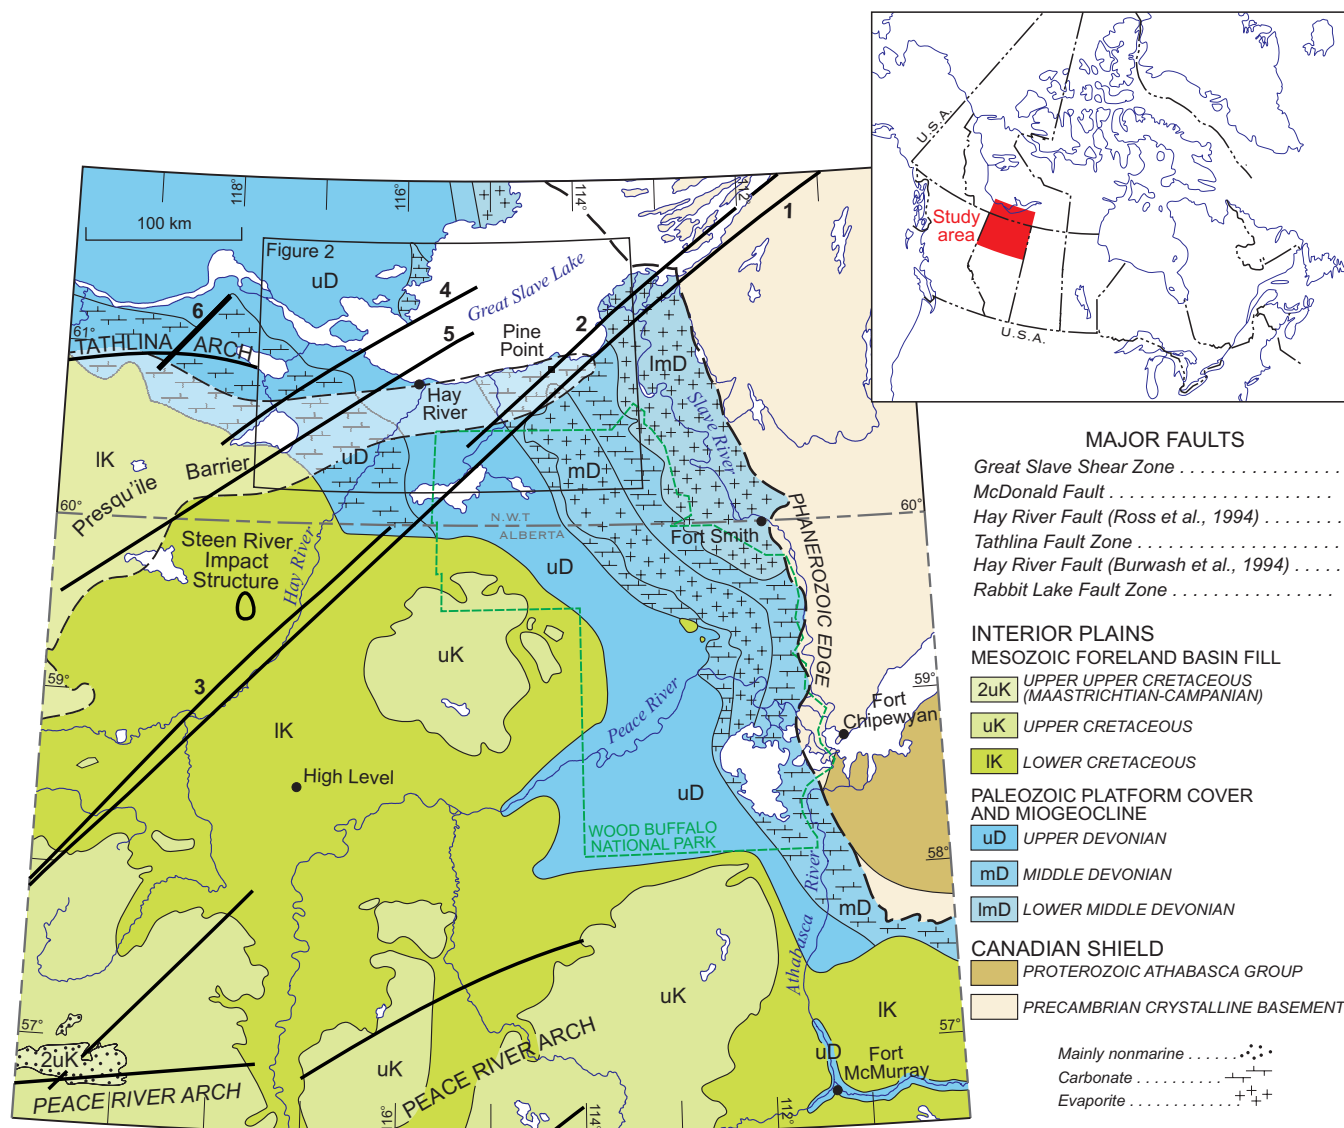 U.S.A.
Study
area
U.S.A.
118°
116°
114°
112°
1
100 km
Figure 2
uD
4
Great Slave Lake
6
5
2
61°
Pine
Point
TATHLINA ARCH
lmD
Hay
River
Slave River
lK
Barrier
uD
mD
Presqu'ile
60°
60°
N.W.T
ALBERTA
PHANEROZOIC EDGE
Fort Smith
Steen River
Impact
Structure
Hay River
uD
uK
59°
59°
3
Peace River
Fort
Chipewyan
lK
High Level
uD
WOOD BUFFALO
NATIONAL PARK
58°
River
mD
Athabasca
uK
lK
57°
57°
2uK
uD
Fort
McMurray
PEACE RIVER ARCH
uK
PEACE RIVER ARCH
116°
114°
112°
MAJOR FAULTS
Great Slave Shear Zone . . . . . . . . . . . . . . .
McDonald Fault . . . . . . . . . . . . . . . . . . . . .
Hay River Fault (Ross et al., 1994) . . . . . . .
Tathlina Fault Zone . . . . . . . . . . . . . . . . . . .
Hay River Fault (Burwash et al., 1994) . . . . .
Rabbit Lake Fault Zone . . . . . . . . . . . . . . .
INTERIOR PLAINS
MESOZOIC FORELAND BASIN FILL
2uK UPPER UPPER CRETACEOUS
(MAASTRICHTIAN-CAMPANIAN)
uK UPPER CRETACEOUS
lK LOWER CRETACEOUS
PALEOZOIC PLATFORM COVER
AND MIOGEOCLINE
uD UPPER DEVONIAN
mD MIDDLE DEVONIAN
lmD LOWER MIDDLE DEVONIAN
CANADIAN SHIELD
PROTEROZOIC ATHABASCA GROUP
PRECAMBRIAN CRYSTALLINE BASEMENT
Mainly nonmarine . . . . . .
Carbonate . . . . . . . . . .
Evaporite . . . . . . . . . . . . .